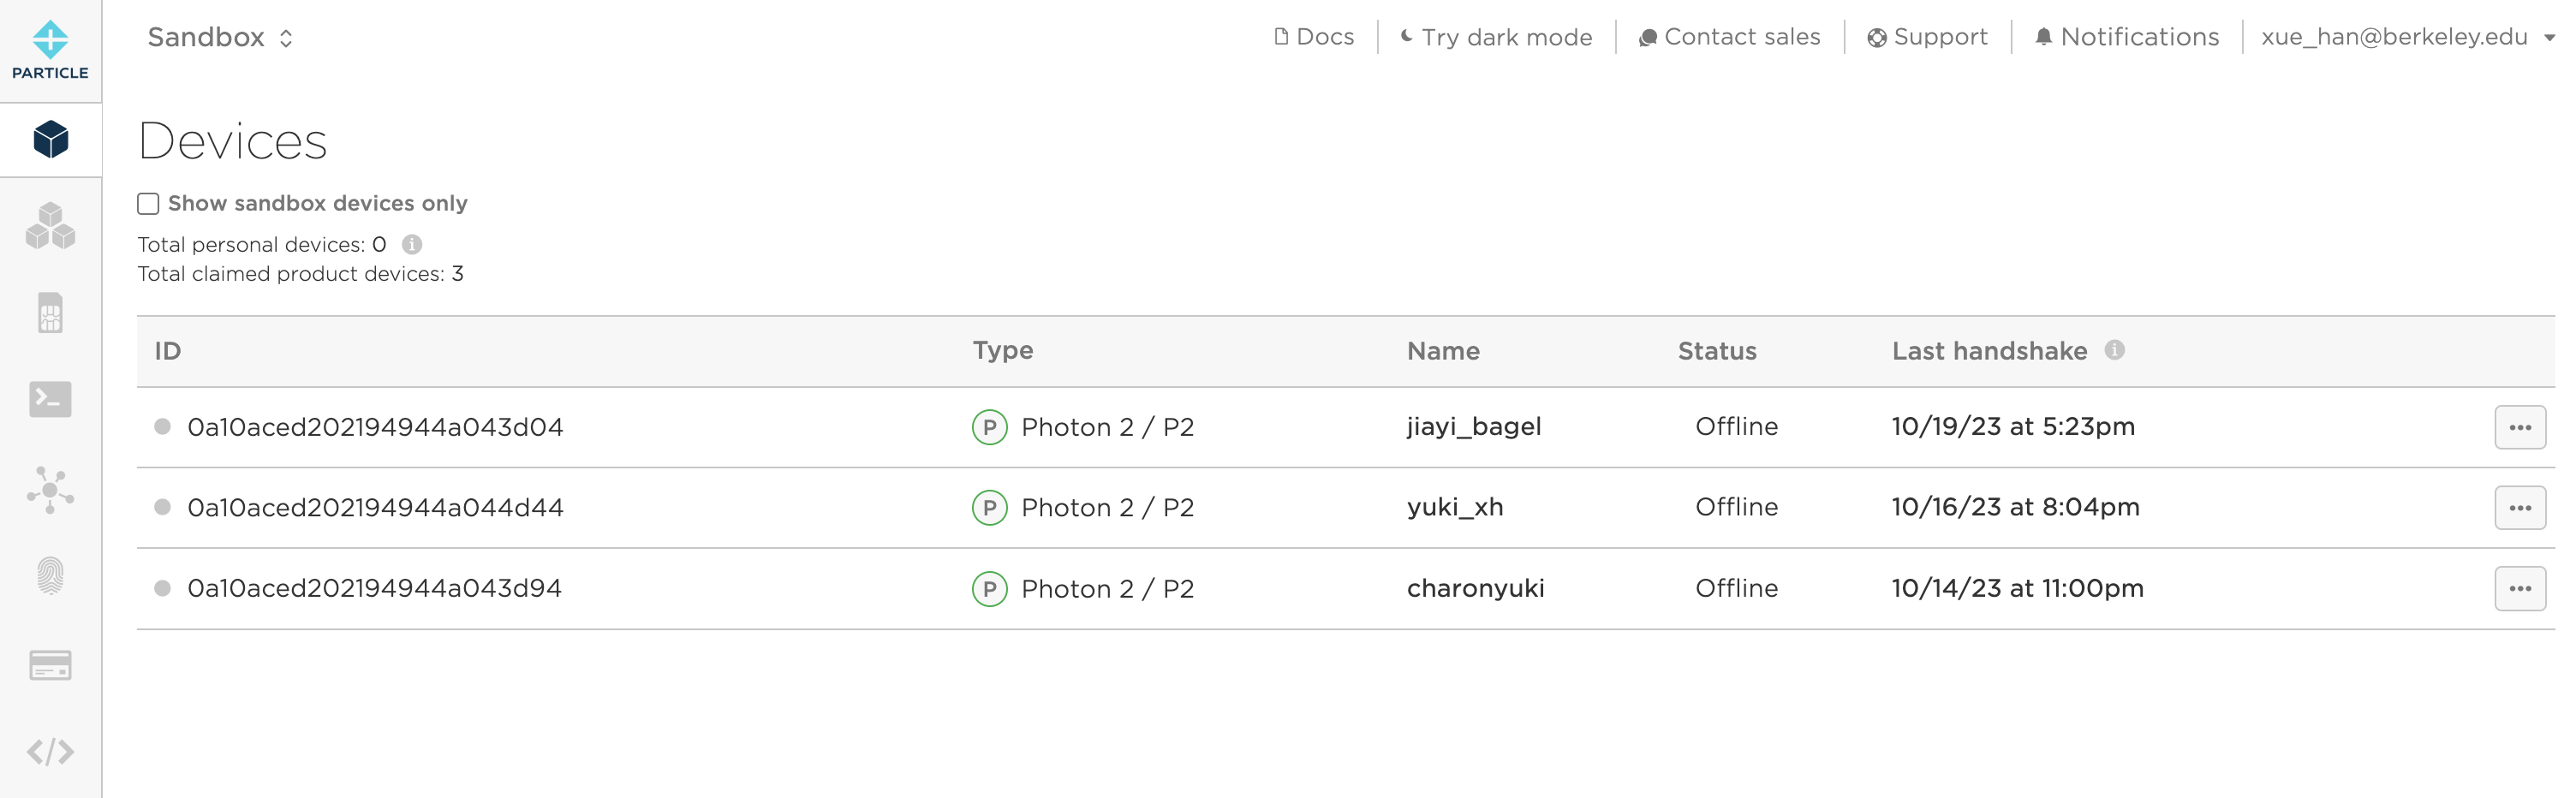 PARTICLE
Sandbox
Docs
Try dark mode
Contact sales
Support
Notifications
xue_han@berkeley.edu
Devices
Show sandbox devices only
Total personal devices: 0
Total claimed product devices: 3
ID Type Name Status Last handshake
0a10aced202194944a043d04 P Photon 2 / P2 jiayi_bagel Offline 10/19/23 at 5:23pm
0a10aced202194944a044d44 P Photon 2 / P2 yuki_xh Offline 10/16/23 at 8:04pm
0a10aced202194944a043d94 P Photon 2 / P2 charonyuki Offline 10/14/23 at 11:00pm